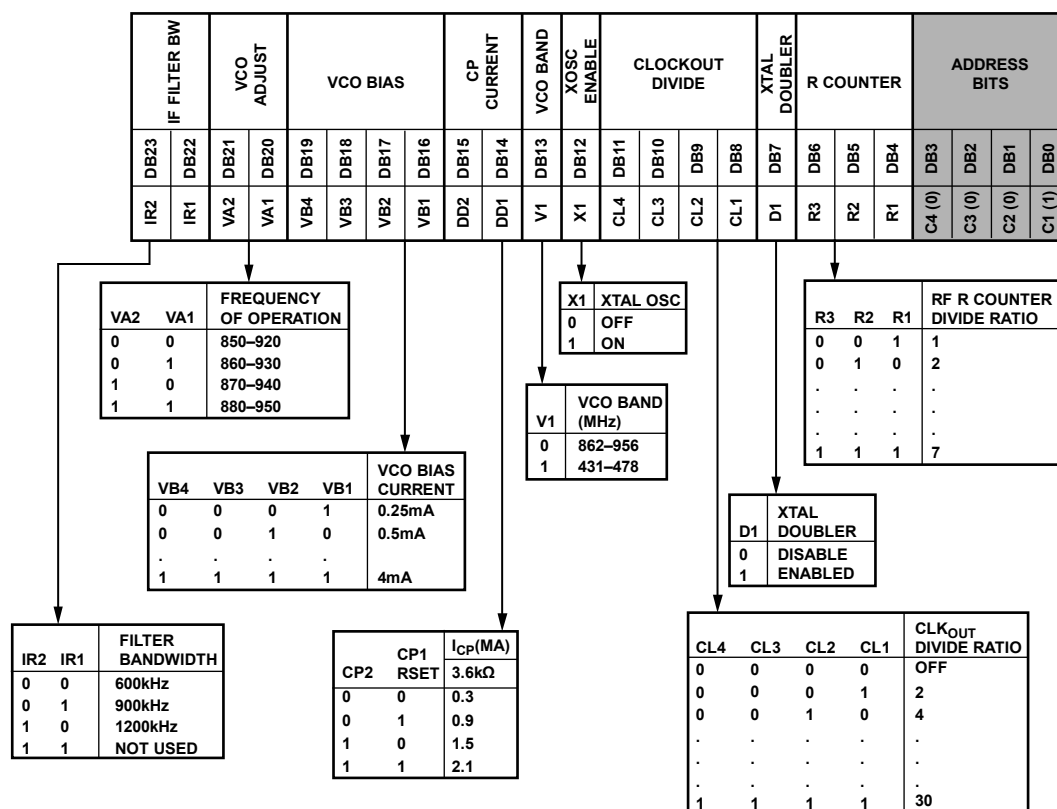 IF FILTER BW
VCO ADJUST
VCO BIAS
CP CURRENT
VCO BAND
XOSC ENABLE
CLOCKOUT DIVIDE
XTAL DOUBLER
R COUNTER
ADDRESS BITS
DB23 DB22 DB21 DB20 DB19 DB18 DB17 DB16 DB15 DB14 DB13 DB12 DB11 DB10 DB9 DB8 DB7 DB6 DB5 DB4 DB3 DB2 DB1 DB0
IR2 IR1 VA2 VA1 VB4 VB3 VB2 VB1 DD2 DD1 V1 X1 CL4 CL3 CL2 CL1 D1 R3 R2 R1 C4 (0) C3 (0) C2 (0) C1 (1)
FREQUENCY
VA2 VA1 OF OPERATION
0 0 850–920
0 1 860–930
1 0 870–940
1 1 880–950
X1 XTAL OSC
0 OFF
1 ON
RF R COUNTER
R3 R2 R1 DIVIDE RATIO
0 0 1 1
0 1 0 2
. . . .
. . . .
. . . .
1 1 1 7
VCO BAND
V1 (MHz)
0 862–956
1 431–478
VCO BIAS
VB4 VB3 VB2 VB1 CURRENT
0 0 0 1 0.25mA
0 0 1 0 0.5mA
. . . .
1 1 1 1 4mA
XTAL
D1 DOUBLER
0 DISABLE
1 ENABLED
FILTER
IR2 IR1 BANDWIDTH
0 0 600kHz
0 1 900kHz
1 0 1200kHz
1 1 NOT USED
CP1 ICP(MA)
CP2 RSET 3.6kΩ
0 0 0.3
0 1 0.9
1 0 1.5
1 1 2.1
CLKOUT
CL4 CL3 CL2 CL1 DIVIDE RATIO
0 0 0 0 OFF
0 0 0 1 2
0 0 1 0 4
. . . . .
. . . . .
. . . . .
1 1 1 1 30